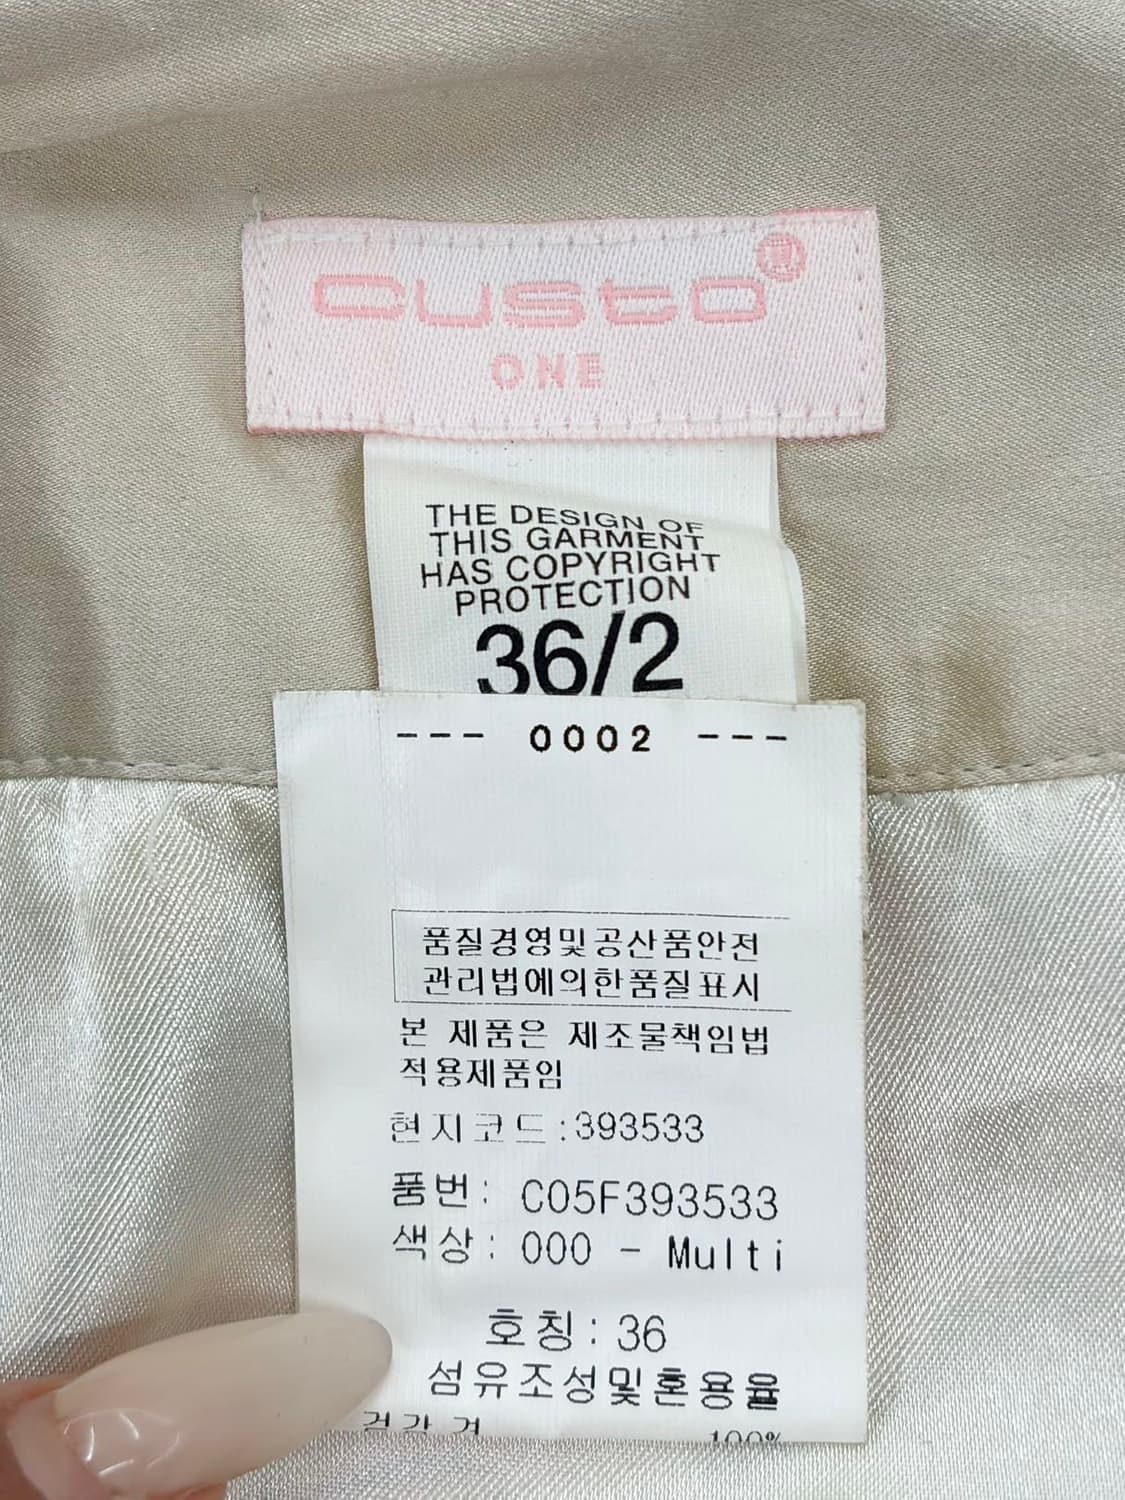 custo®
ONE
THE DESIGN OF
THIS GARMENT
HAS COPYRIGHT
PROTECTION
36/2
--- 0002 ---
품질경영및공산품안전
관리법에의한품질표시
본 제품은 제조물책임법
적용제품임
현지코드:393533
품번: C05F393533
색상: 000 - Multi
호칭: 36
섬유조성및혼용율
100%